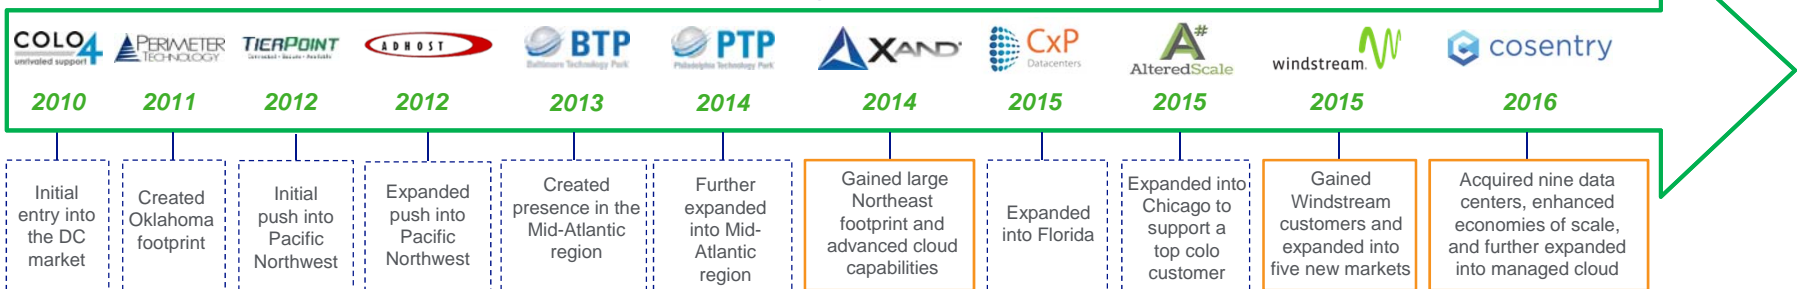 COLO4
unrivaled support
PERIMETER
TECHNOLOGY
TIERPOINT
Connected • Secure • Available
ADHOST
BTP
Baltimore Technology Park
PTP
Philadelphia Technology Park
XAND
CxP
Datacenters
A#
AlteredScale
windstream.
cosentry
2010
2011
2012
2012
2013
2014
2014
2015
2015
2015
2016
Initial
entry into
the DC
market
Created
Oklahoma
footprint
Initial
push into
Pacific
Northwest
Expanded
push into
Pacific
Northwest
Created
presence in the
Mid-Atlantic
region
Further
expanded
into Mid-
Atlantic
region
Gained large
Northeast
footprint and
advanced cloud
capabilities
Expanded
into Florida
Expanded into
Chicago to
support a
top colo
customer
Gained
Windstream
customers and
expanded into
five new markets
Acquired nine data
centers, enhanced
economies of scale,
and further expanded
into managed cloud